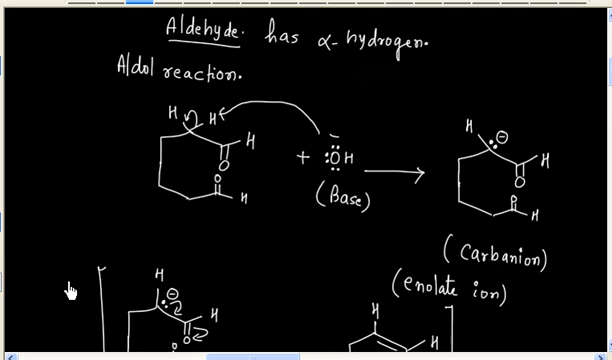 Aldehyde. has α-hydrogen.
Aldol reaction.
H H H O O H + :ÖH ⟶ H ⊖ H O O H
(Base)
(Carbanion)
(enolate ion)
H ⊖ H O H